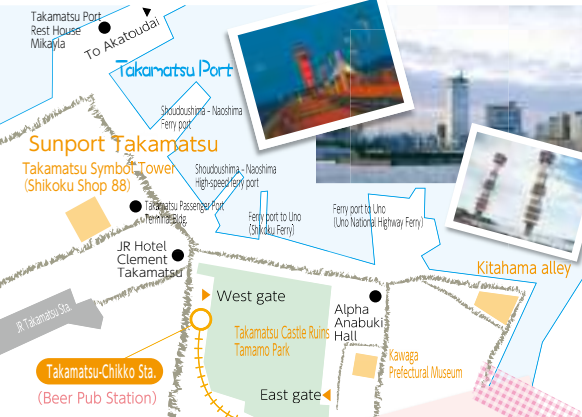 Takamatsu Port
Rest House
Mikayla
To Akatoudai
Takamatsu Port
Shoudoushima - Naoshima
Ferry port
Sunport Takamatsu
Takamatsu Symbol Tower
(Shikoku Shop 88)
Shoudoushima - Naoshima
High-speed ferry port
Takamatsu Passenger Port
Terminal Bldg.
Ferry port to Uno
(Shikoku Ferry)
Ferry port to Uno
(Uno National Highway Ferry)
JR Hotel
Clement
Takamatsu
Kitahama alley
JR Takamatsu Sta.
West gate
Alpha
Anabuki
Hall
Takamatsu Castle Ruins
Tamamo Park
Kawaga
Prefectural Museum
Takamatsu-Chikko Sta.
(Beer Pub Station)
East gate